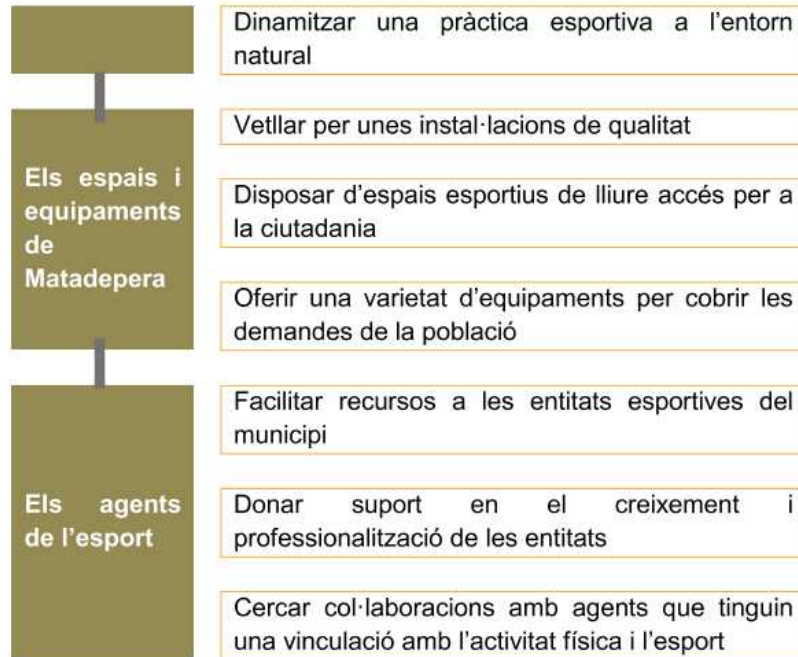 Dinamitzar una pràctica esportiva a l’entorn
natural
Els espais i
equipaments
de
Matadepera
Vetllar per unes instal·lacions de qualitat
Disposar d’espais esportius de lliure accés per a
la ciutadania
Oferir una varietat d’equipaments per cobrir les
demandes de la població
Els agents
de l’esport
Facilitar recursos a les entitats esportives del
municipi
Donar suport en el creixement i
professionalització de les entitats
Cercar col·laboracions amb agents que tinguin
una vinculació amb l’activitat física i l’esport